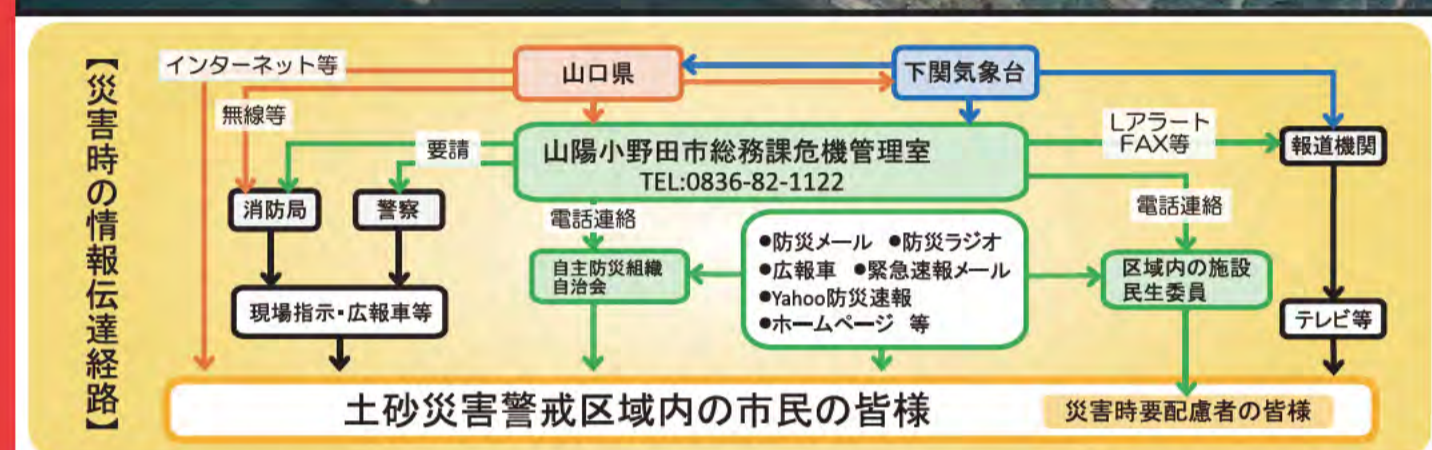 【災害時の情報伝達経路】
インターネット等
山口県
下関気象台
無線等
要請
山陽小野田市総務課危機管理室
TEL:0836-82-1122
Lアラート
FAX等
報道機関
消防局
警察
電話連絡
電話連絡
●防災メール ●防災ラジオ
●広報車 ●緊急速報メール
●Yahoo防災速報
●ホームページ 等
自主防災組織
自治会
区域内の施設
民生委員
現場指示・広報車等
テレビ等
土砂災害警戒区域内の市民の皆様
災害時要配慮者の皆様